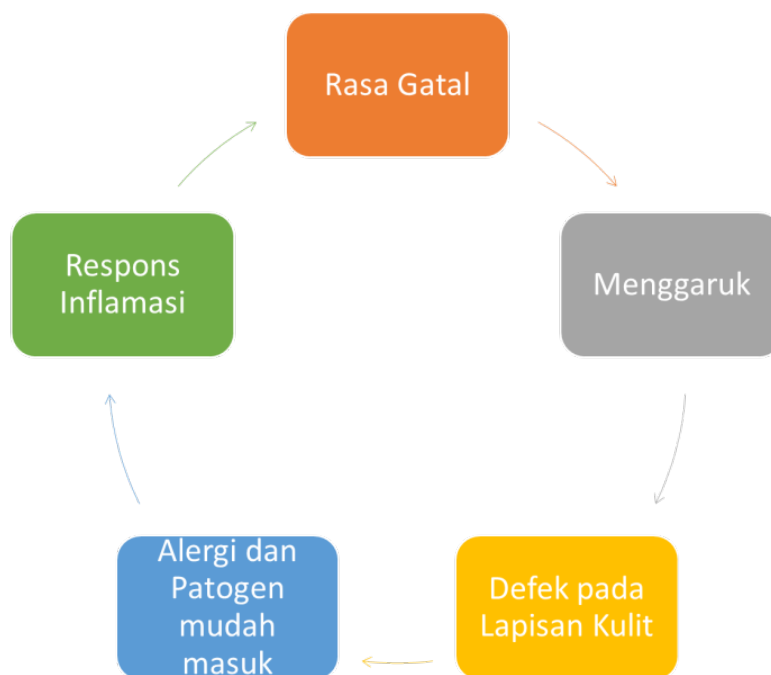 Rasa Gatal
Menggaruk
Defek pada
Lapisan Kulit
Alergi dan
Patogen
mudah
masuk
Respons
Inflamasi